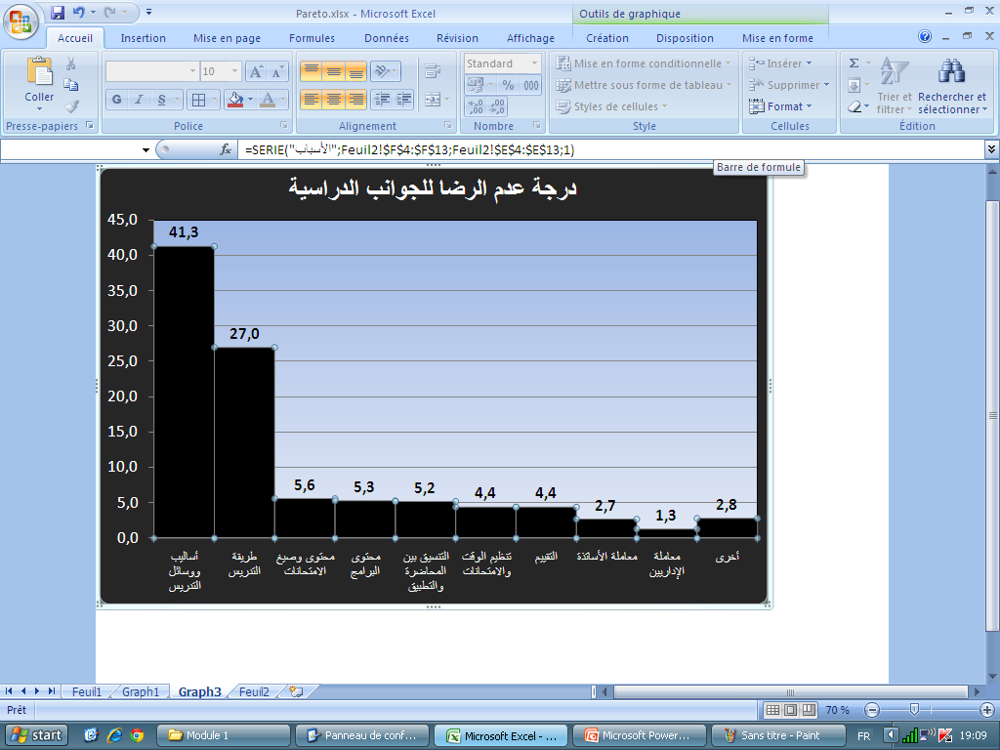 Pareto.xlsx - Microsoft Excel
Outils de graphique
Accueil
Insertion
Mise en page
Formules
Données
Révision
Affichage
Création
Disposition
Mise en forme
Coller
Presse-papiers
10
G I S
A A
A
Police
Alignement
Standard
% 000
Nombre
Mise en forme conditionnelle
Mettre sous forme de tableau
Styles de cellules
Style
Insérer
Supprimer
Format
Cellules
Σ
Trier et
filtrer
Rechercher et
sélectionner
Édition
fx
=SERIE("الأسباب";Feuil2!$F$4:$F$13;Feuil2!$E$4:$E$13;1)
Barre de formule
درجة عدم الرضا للجوانب الدراسية
45,0
40,0
35,0
30,0
25,0
20,0
15,0
10,0
5,0
0,0
41,3
27,0
5,6
5,3
5,2
4,4
4,4
2,7
1,3
2,8
أساليب
ووسائل
التدريس
طريقة
التدريس
محتوى وصيغ
الامتحانات
محتوى
البرامج
التنسيق بين
المحاضرة
والتطبيق
تنظيم الوقت
والامتحانات
التقييم
معاملة الأساتذة
معاملة
الإداريين
أخرى
Feuil1
Graph1
Graph3
Feuil2
Prêt
70 %
start
Module 1
Panneau de conf...
Microsoft Excel - ...
Microsoft Power...
Sans titre - Paint
FR
19:09